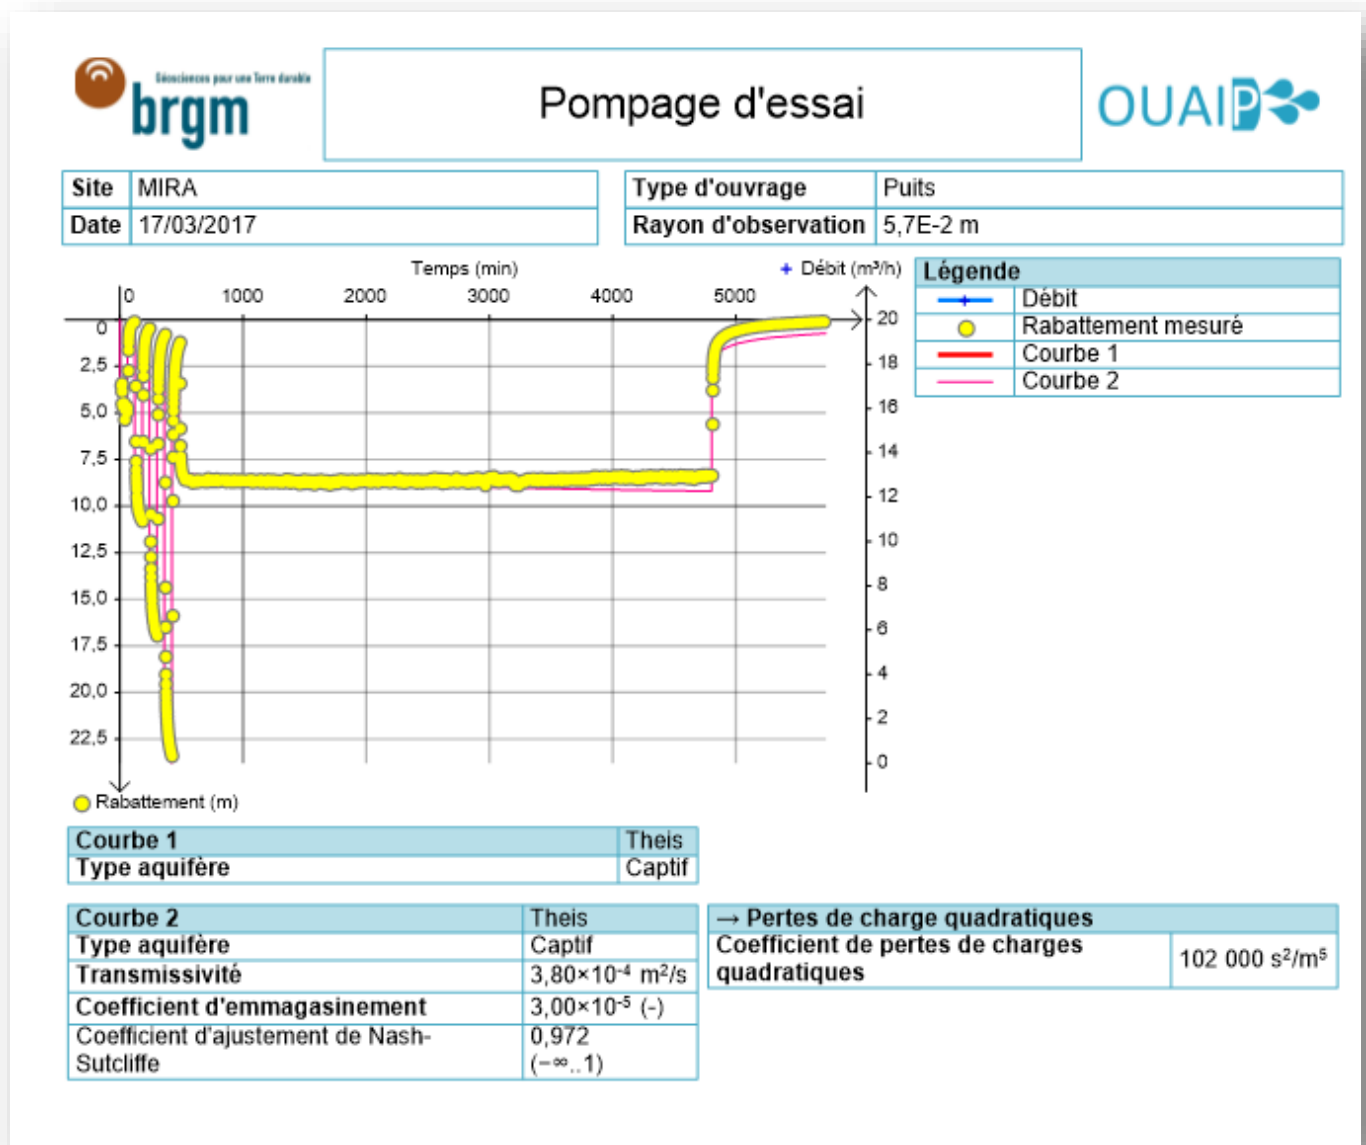 Géosciences pour une Terre durable
brgm
Pompage d'essai
OUAIP
Site MIRA
Date 17/03/2017
Type d'ouvrage Puits
Rayon d'observation 5,7E-2 m
Temps (min)
+ Débit (m³/h)
0 1000 2000 3000 4000 5000
0
2,5
5,0
7,5
10,0
12,5
15,0
17,5
20,0
22,5
20
18
16
14
12
10
8
6
4
2
0
Rabattement (m)
Légende
Débit
Rabattement mesuré
Courbe 1
Courbe 2
Courbe 1 Theis
Type aquifère Captif
Courbe 2 Theis
Type aquifère Captif
Transmissivité 3,80×10⁻⁴ m²/s
Coefficient d'emmagasinement 3,00×10⁻⁵ (-)
Coefficient d'ajustement de Nash- 0,972
Sutcliffe (−∞..1)
→ Pertes de charge quadratiques
Coefficient de pertes de charges
quadratiques
102 000 s²/m⁵